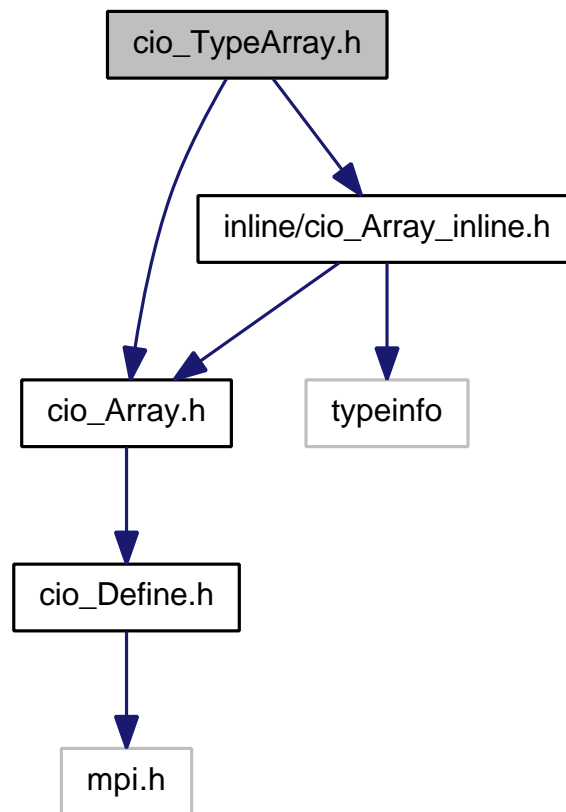 cio_TypeArray.h
inline/cio_Array_inline.h
cio_Array.h
typeinfo
cio_Define.h
mpi.h